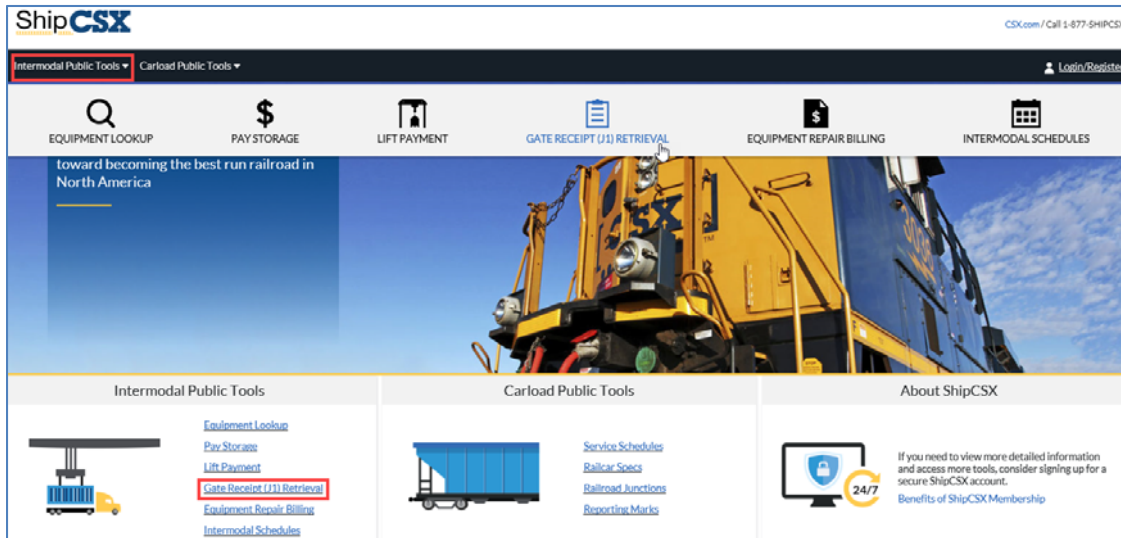 ShipCSX
CSX.com / Call 1-877-SHIPCSX
Intermodal Public Tools ▾ Carload Public Tools ▾
Login/Register
EQUIPMENT LOOKUP
PAY STORAGE
LIFT PAYMENT
GATE RECEIPT (J1) RETRIEVAL
EQUIPMENT REPAIR BILLING
INTERMODAL SCHEDULES
toward becoming the best run railroad in
North America
CSX
TM
Intermodal Public Tools
Equipment Lookup
Pay Storage
Lift Payment
Gate Receipt (J1) Retrieval
Equipment Repair Billing
Intermodal Schedules
Carload Public Tools
Service Schedules
Railcar Specs
Railroad Junctions
Reporting Marks
About ShipCSX
24/7
If you need to view more detailed information
and access more tools, consider signing up for a
secure ShipCSX account.
Benefits of ShipCSX Membership